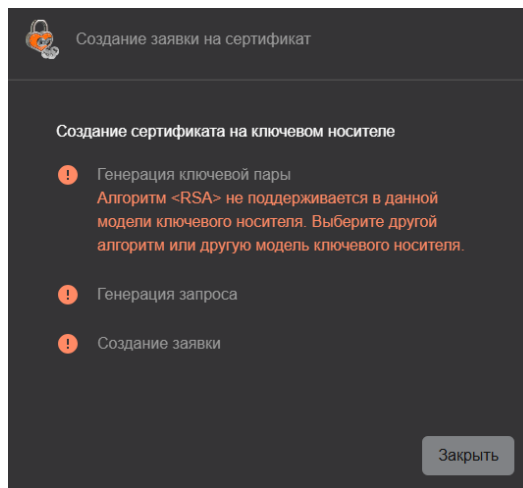 Создание заявки на сертификат
Создание сертификата на ключевом носителе
Генерация ключевой пары
Алгоритм <RSA> не поддерживается в данной
модели ключевого носителя. Выберите другой
алгоритм или другую модель ключевого носителя.
Генерация запроса
Создание заявки
Закрыть